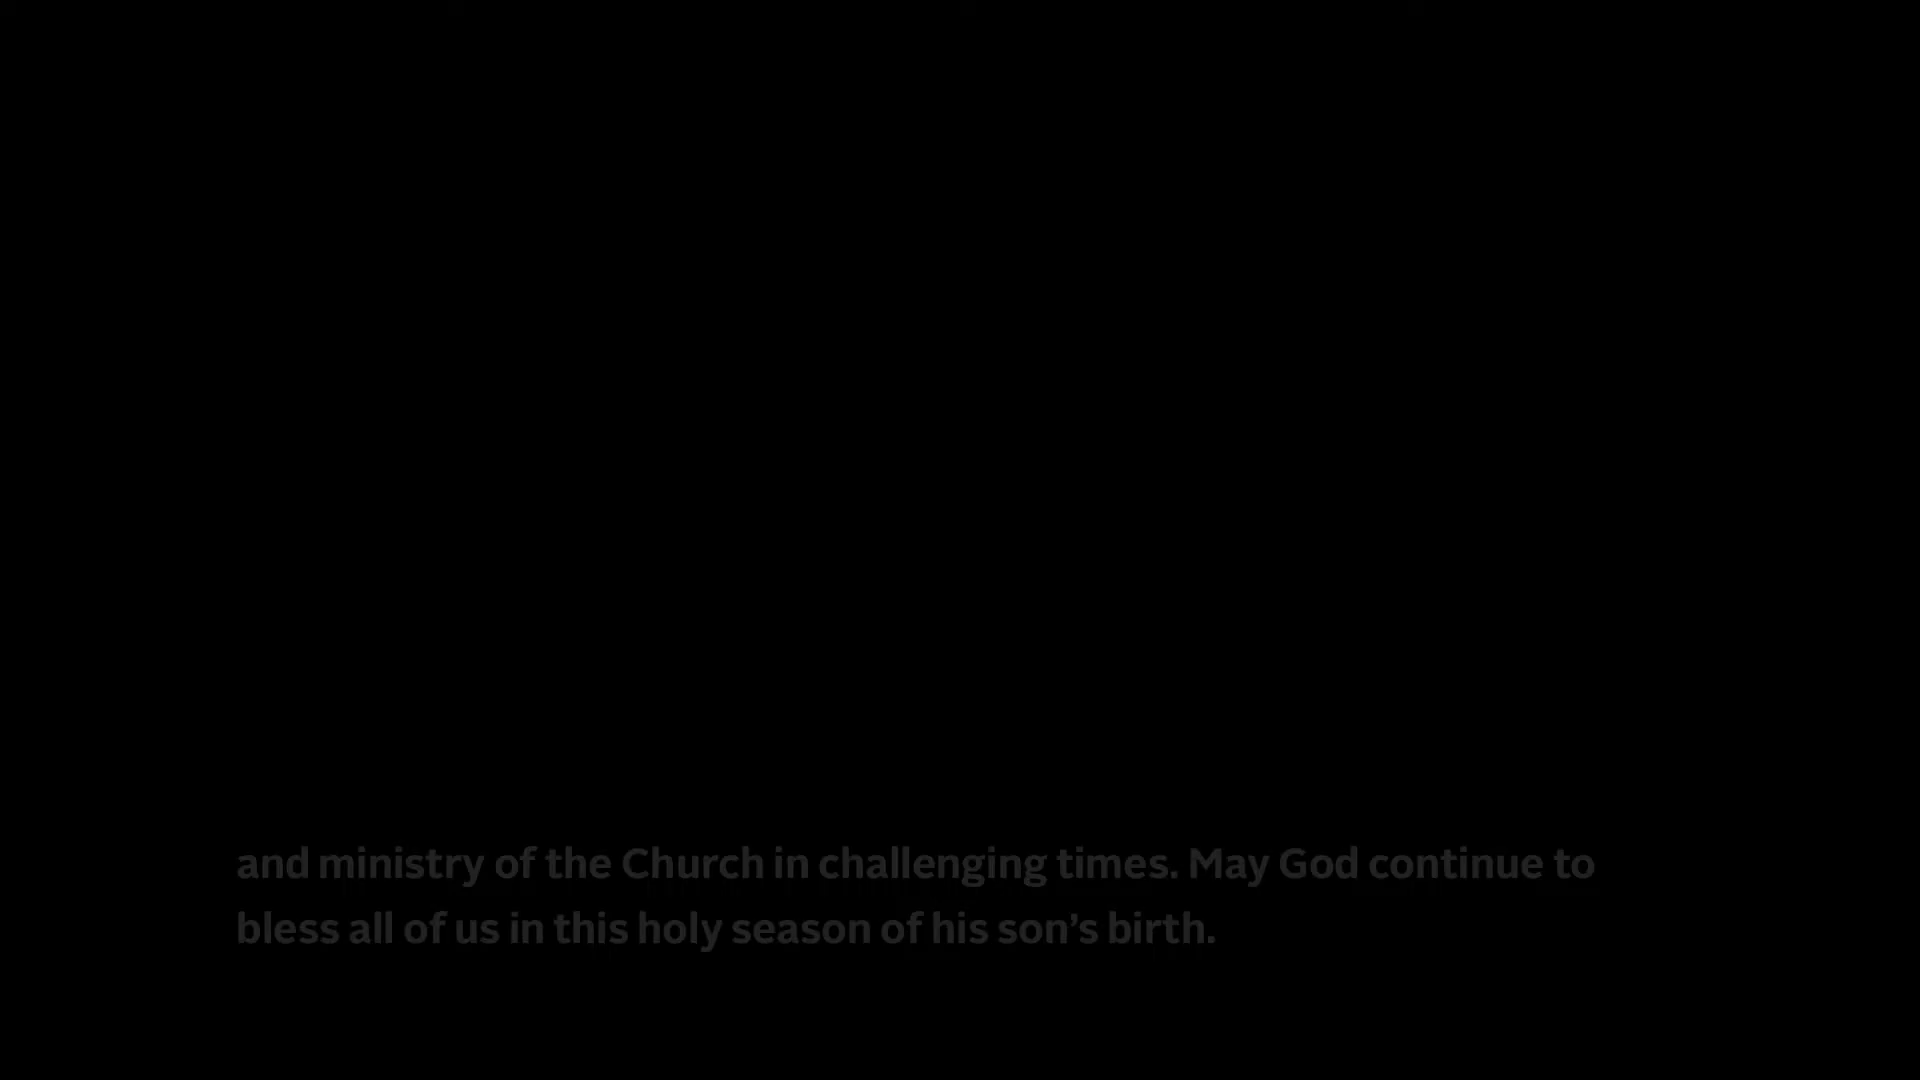 and ministry of the Church in challenging times. May God continue to
bless all of us in this holy season of his son’s birth.